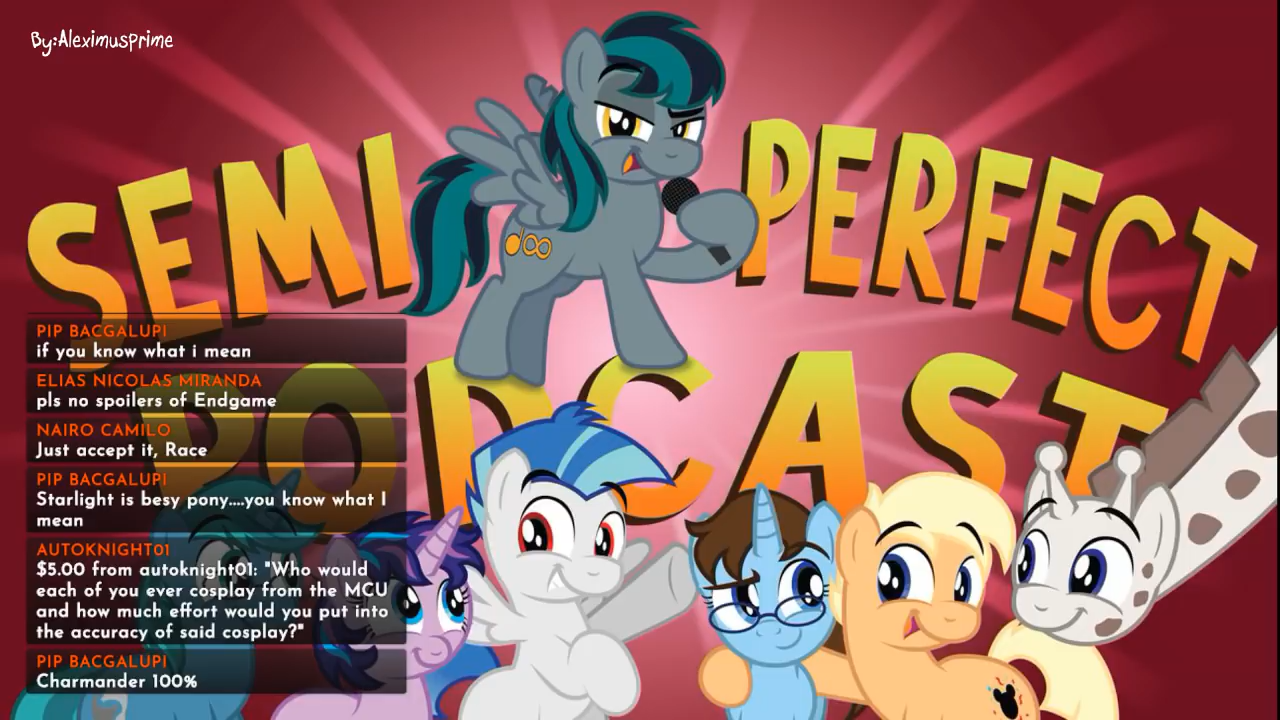 By:Aleximusprime
SEMI PERFECT
PODCAST
PIP BACGALUPI
if you know what i mean
ELIAS NICOLAS MIRANDA
pls no spoilers of Endgame
NAIRO CAMILO
Just accept it, Race
PIP BACGALUPI
Starlight is besy pony....you know what I
mean
AUTOKNIGHT01
$5.00 from autoknight01: "Who would
each of you ever cosplay from the MCU
and how much effort would you put into
the accuracy of said cosplay?"
PIP BACGALUPI
Charmander 100%